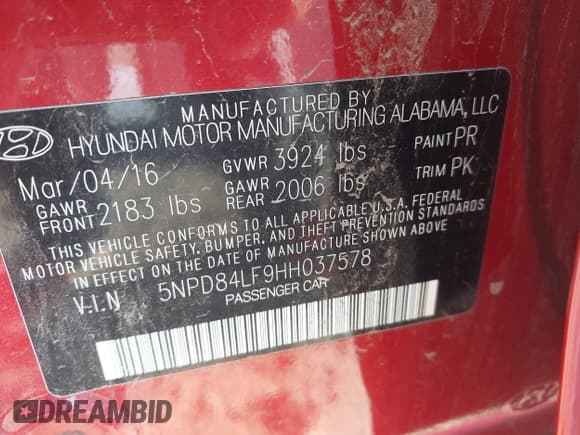 MANUFACTURED BY
HYUNDAI MOTOR MANUFACTURING ALABAMA, LLC
Mar/04/16 GVWR 3924 lbs PAINT PR
GAWR FRONT 2183 lbs GAWR REAR 2006 lbs TRIM PK
THIS VEHICLE CONFORMS TO ALL APPLICABLE U.S.A. FEDERAL
MOTOR VEHICLE SAFETY, BUMPER, AND THEFT PREVENTION STANDARDS
IN EFFECT ON THE DATE OF MANUFACTURE SHOWN ABOVE
V.I.N 5NPD84LF9HH037578
PASSENGER CAR
DREAMBID